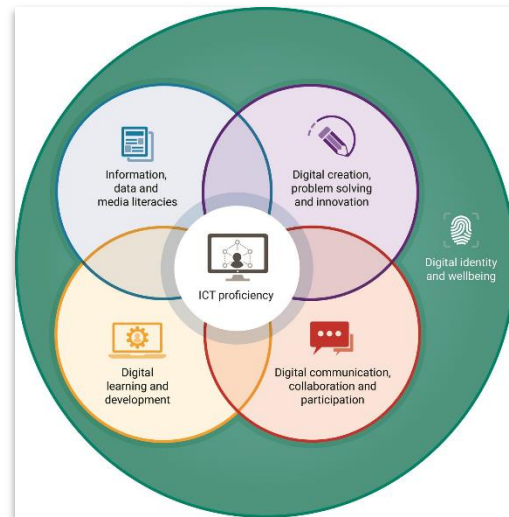 Information,
data and
media literacies
Digital creation,
problem solving
and innovation
Digital identity
and wellbeing
ICT proficiency
Digital
learning and
development
Digital communication,
collaboration and
participation